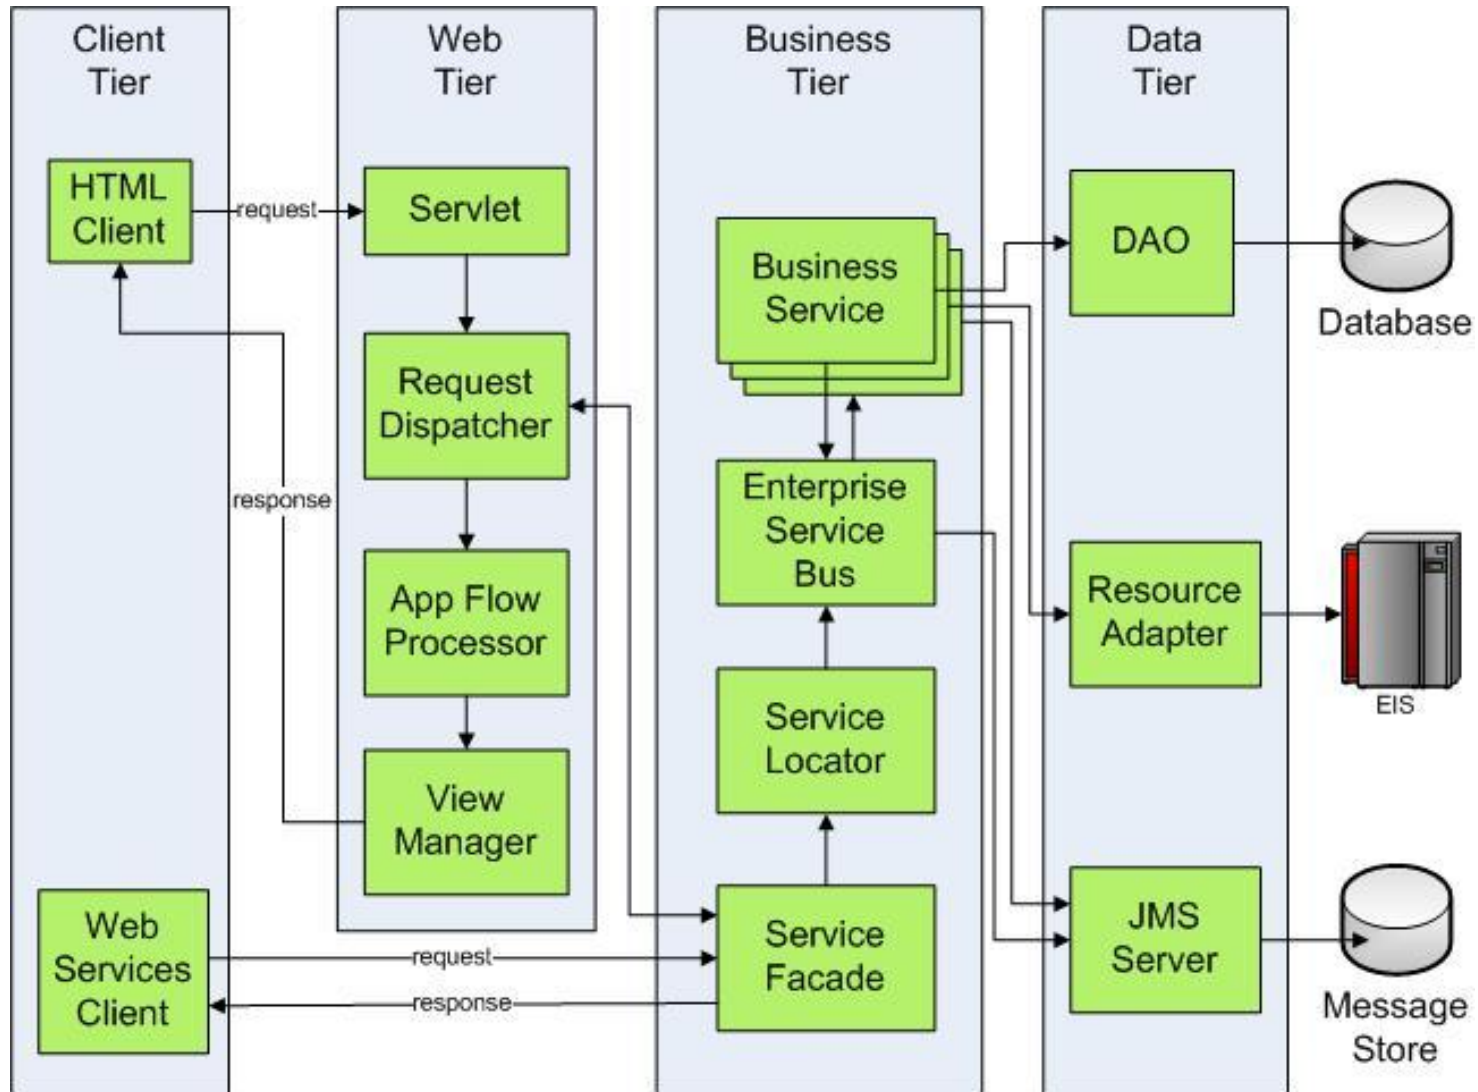 Client
Tier
Web
Tier
Business
Tier
Data
Tier
HTML
Client
request
Servlet
Business
Service
DAO
Database
Request
Dispatcher
response
Enterprise
Service
Bus
App Flow
Processor
Resource
Adapter
EIS
Service
Locator
View
Manager
Web
Services
Client
request
response
Service
Facade
JMS
Server
Message
Store